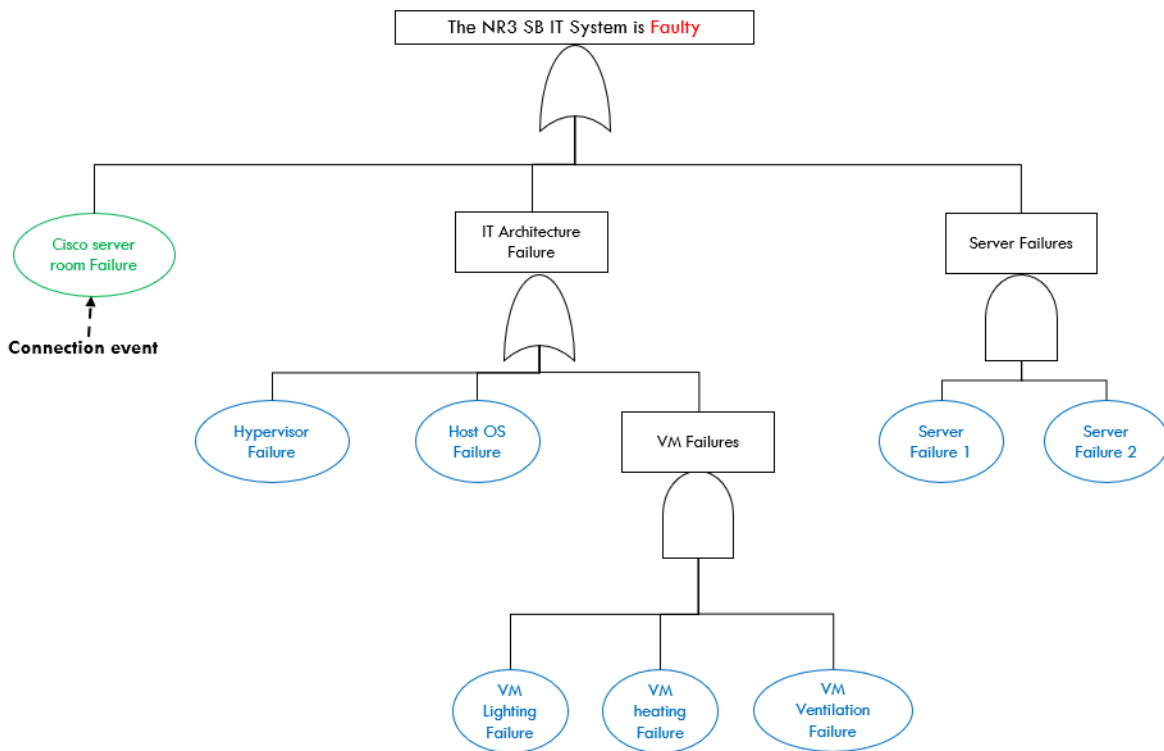 The NR3 SB IT System is Faulty
Cisco server
room Failure
IT Architecture
Failure
Server Failures
Connection event
Hypervisor
Failure
Host OS
Failure
VM Failures
Server
Failure 1
Server
Failure 2
VM
Lighting
Failure
VM
heating
Failure
VM
Ventilation
Failure